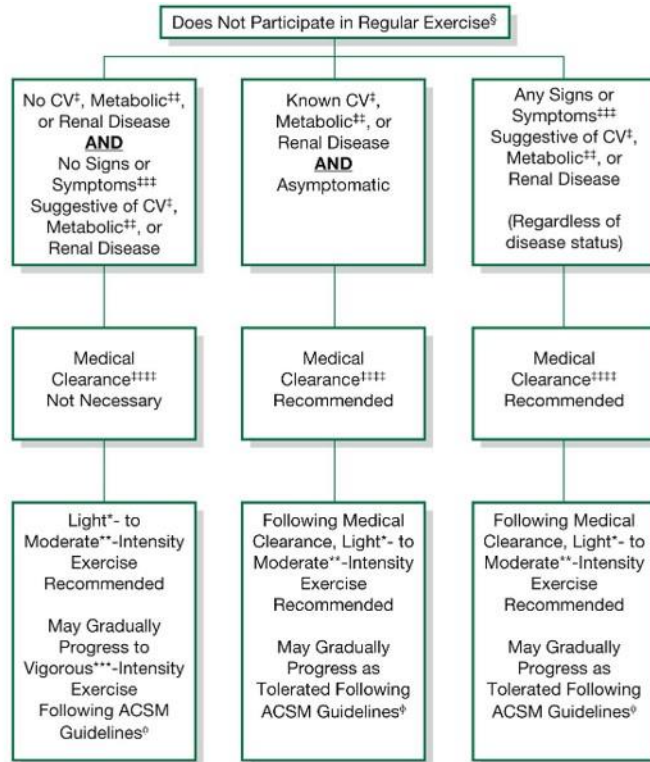 Does Not Participate in Regular Exercise§
No CV‡, Metabolic‡‡,
or Renal Disease
AND
No Signs or
Symptoms‡‡‡
Suggestive of CV‡,
Metabolic‡‡, or
Renal Disease
Known CV‡,
Metabolic‡‡, or
Renal Disease
AND
Asymptomatic
Any Signs or
Symptoms‡‡‡
Suggestive of CV‡,
Metabolic‡‡, or
Renal Disease
(Regardless of
disease status)
Medical
Clearance‡‡‡‡
Not Necessary
Medical
Clearance‡‡‡‡
Recommended
Medical
Clearance‡‡‡‡
Recommended
Light*- to
Moderate**-Intensity
Exercise
Recommended
May Gradually
Progress to
Vigorous***-Intensity
Exercise
Following ACSM
Guidelinesᶲ
Following Medical
Clearance, Light*- to
Moderate**-Intensity
Exercise
Recommended
May Gradually
Progress as
Tolerated Following
ACSM Guidelinesᶲ
Following Medical
Clearance, Light*- to
Moderate**-Intensity
Exercise
Recommended
May Gradually
Progress as
Tolerated Following
ACSM Guidelinesᶲ